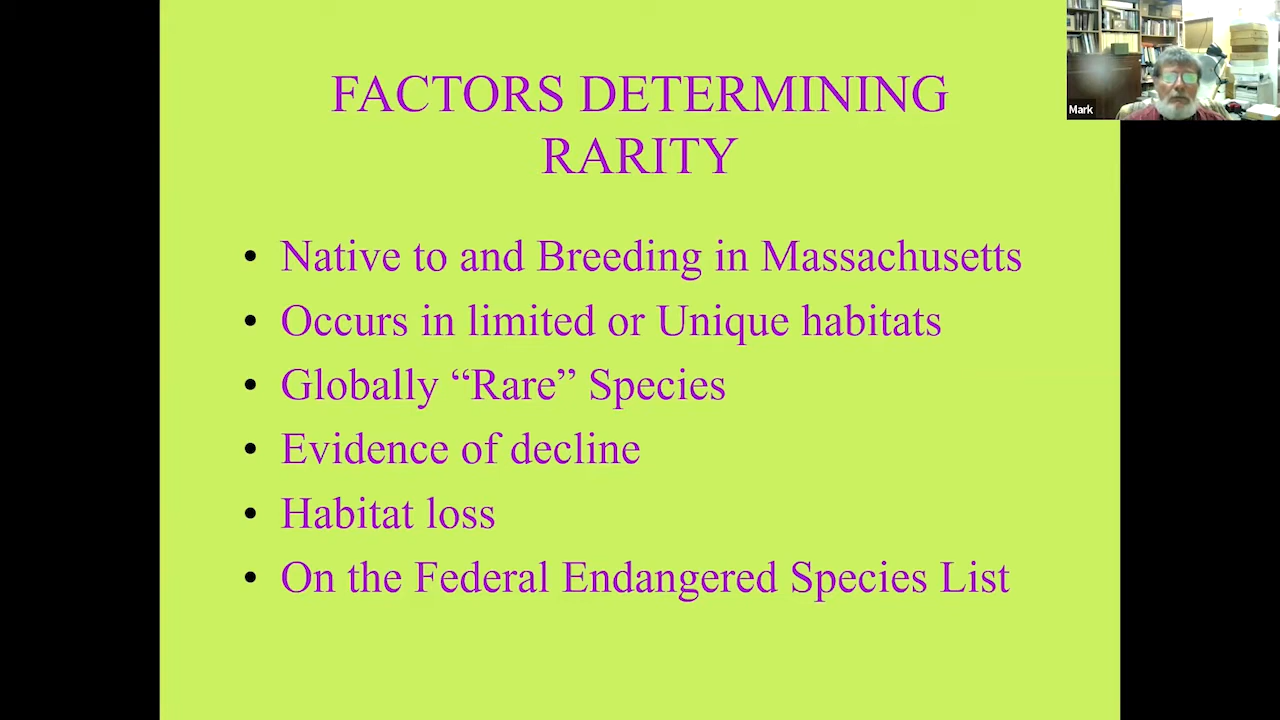 FACTORS DETERMINING
RARITY
• Native to and Breeding in Massachusetts
• Occurs in limited or Unique habitats
• Globally “Rare” Species
• Evidence of decline
• Habitat loss
• On the Federal Endangered Species List
Mark